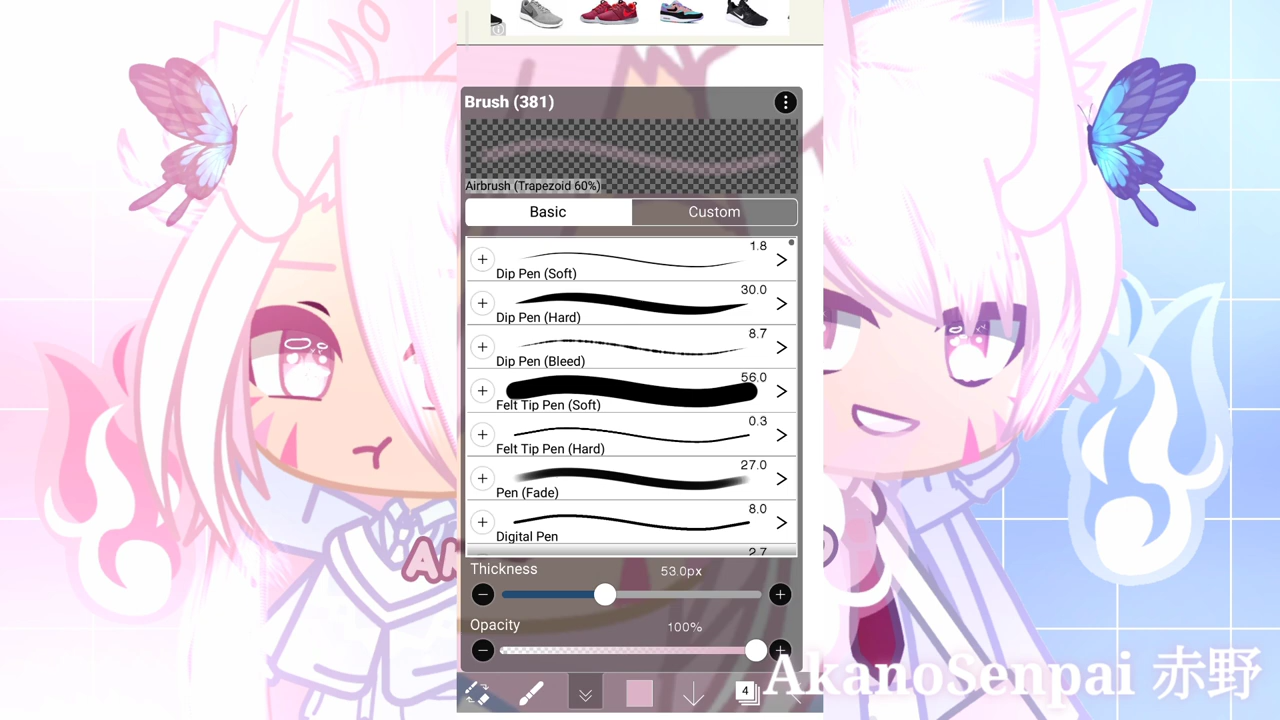 Brush (381)
Airbrush (Trapezoid 60%)
Basic
Custom
1.8
Dip Pen (Soft)
30.0
Dip Pen (Hard)
8.7
Dip Pen (Bleed)
56.0
Felt Tip Pen (Soft)
0.3
Felt Tip Pen (Hard)
27.0
Pen (Fade)
8.0
Digital Pen
2.7
Thickness
53.0px
Opacity
100%
4
AkanoSenpai 赤野